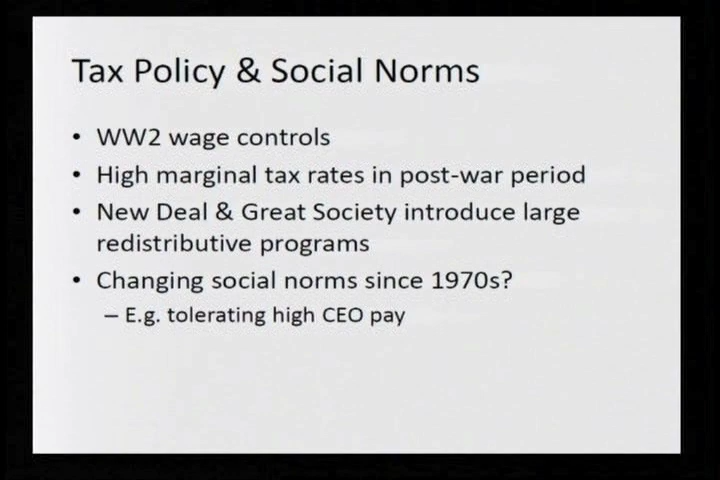 Tax Policy & Social Norms
• WW2 wage controls
• High marginal tax rates in post-war period
• New Deal & Great Society introduce large
redistributive programs
• Changing social norms since 1970s?
– E.g. tolerating high CEO pay